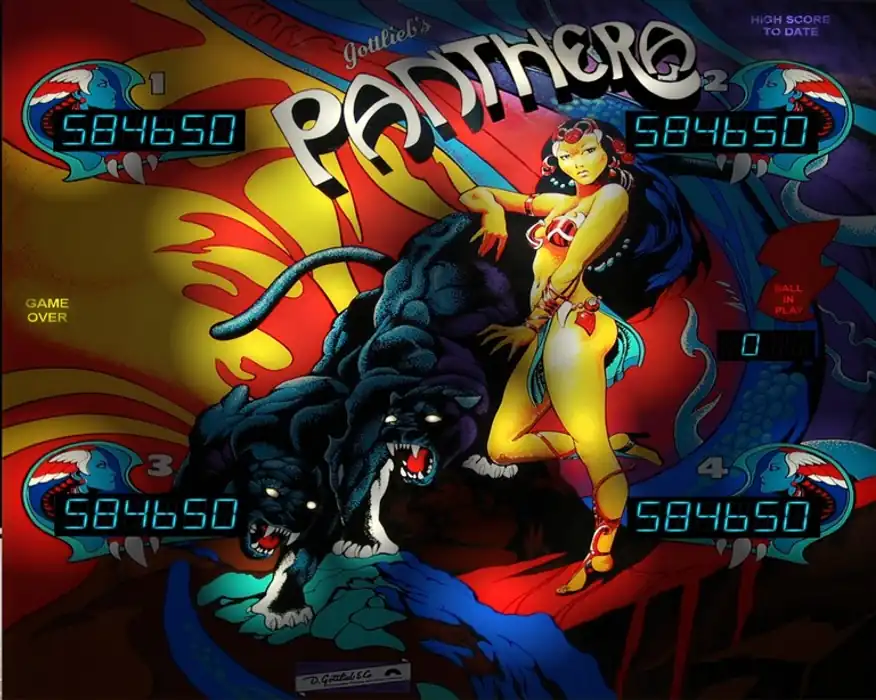 Gottlieb's
PANTHERA
HIGH SCORE
TO DATE
1
584650
2
584650
GAME
OVER
BALL
IN
PLAY
0
3
584650
4
584650
D. Gottlieb & Co